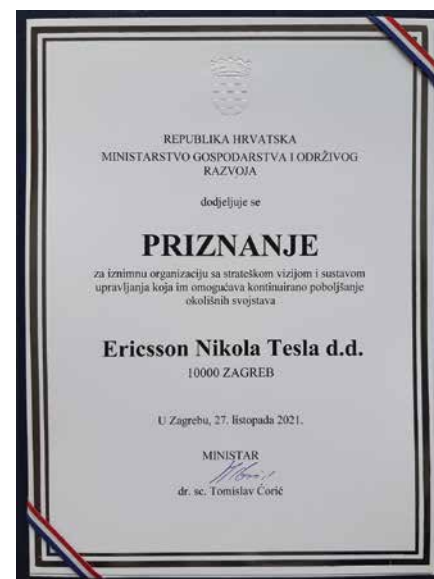 REPUBLIKA HRVATSKA
MINISTARSTVO GOSPODARSTVA I ODRŽIVOG
RAZVOJA
dodjeljuje se
PRIZNANJE
za iznimnu organizaciju sa strateškom vizijom i sustavom
upravljanja koja im omogućava kontinuirano poboljšanje
okolišnih svojstava
Ericsson Nikola Tesla d.d.
10000 ZAGREB
U Zagrebu, 27. listopada 2021.
MINISTAR
dr. sc. Tomislav Ćorić